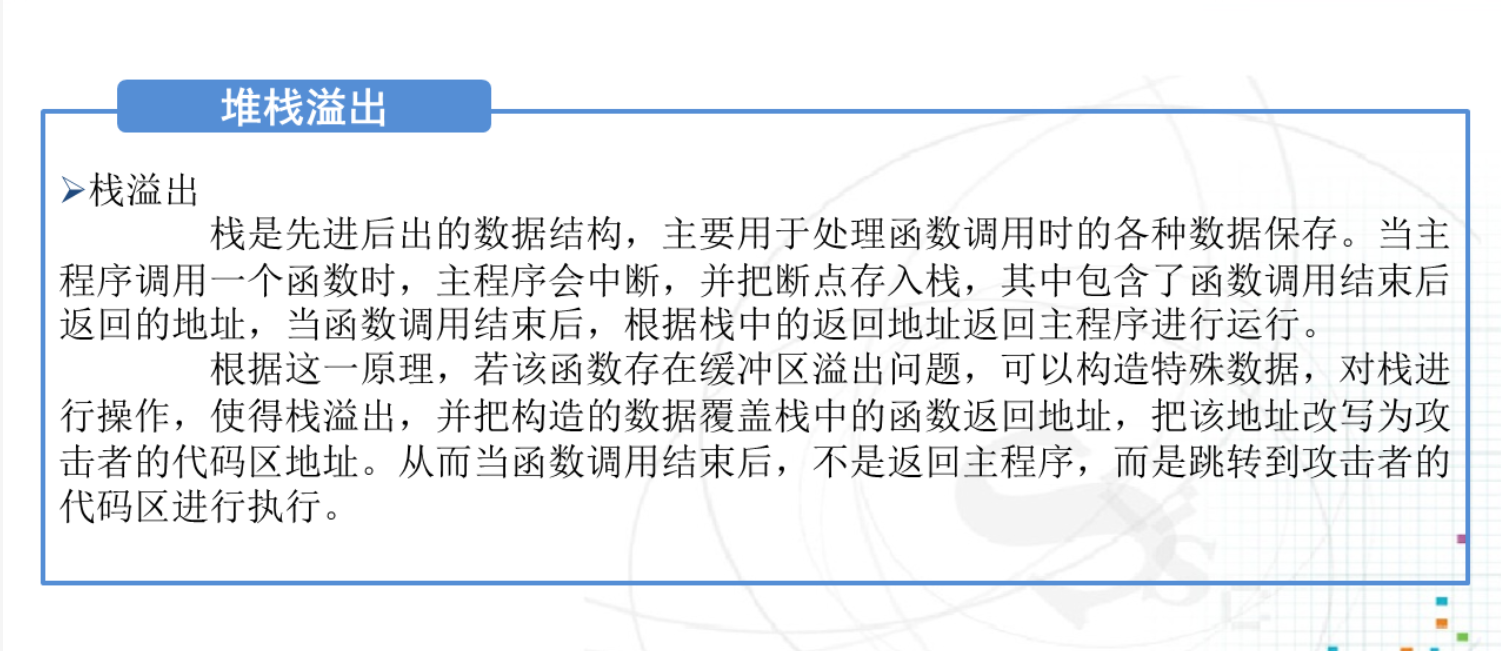 堆栈溢出
➢栈溢出
栈是先进后出的数据结构，主要用于处理函数调用时的各种数据保存。当主
程序调用一个函数时，主程序会中断，并把断点存入栈，其中包含了函数调用结束后
返回的地址，当函数调用结束后，根据栈中的返回地址返回主程序进行运行。
根据这一原理，若该函数存在缓冲区溢出问题，可以构造特殊数据，对栈进
行操作，使得栈溢出，并把构造的数据覆盖栈中的函数返回地址，把该地址改写为攻
击者的代码区地址。从而当函数调用结束后，不是返回主程序，而是跳转到攻击者的
代码区进行执行。